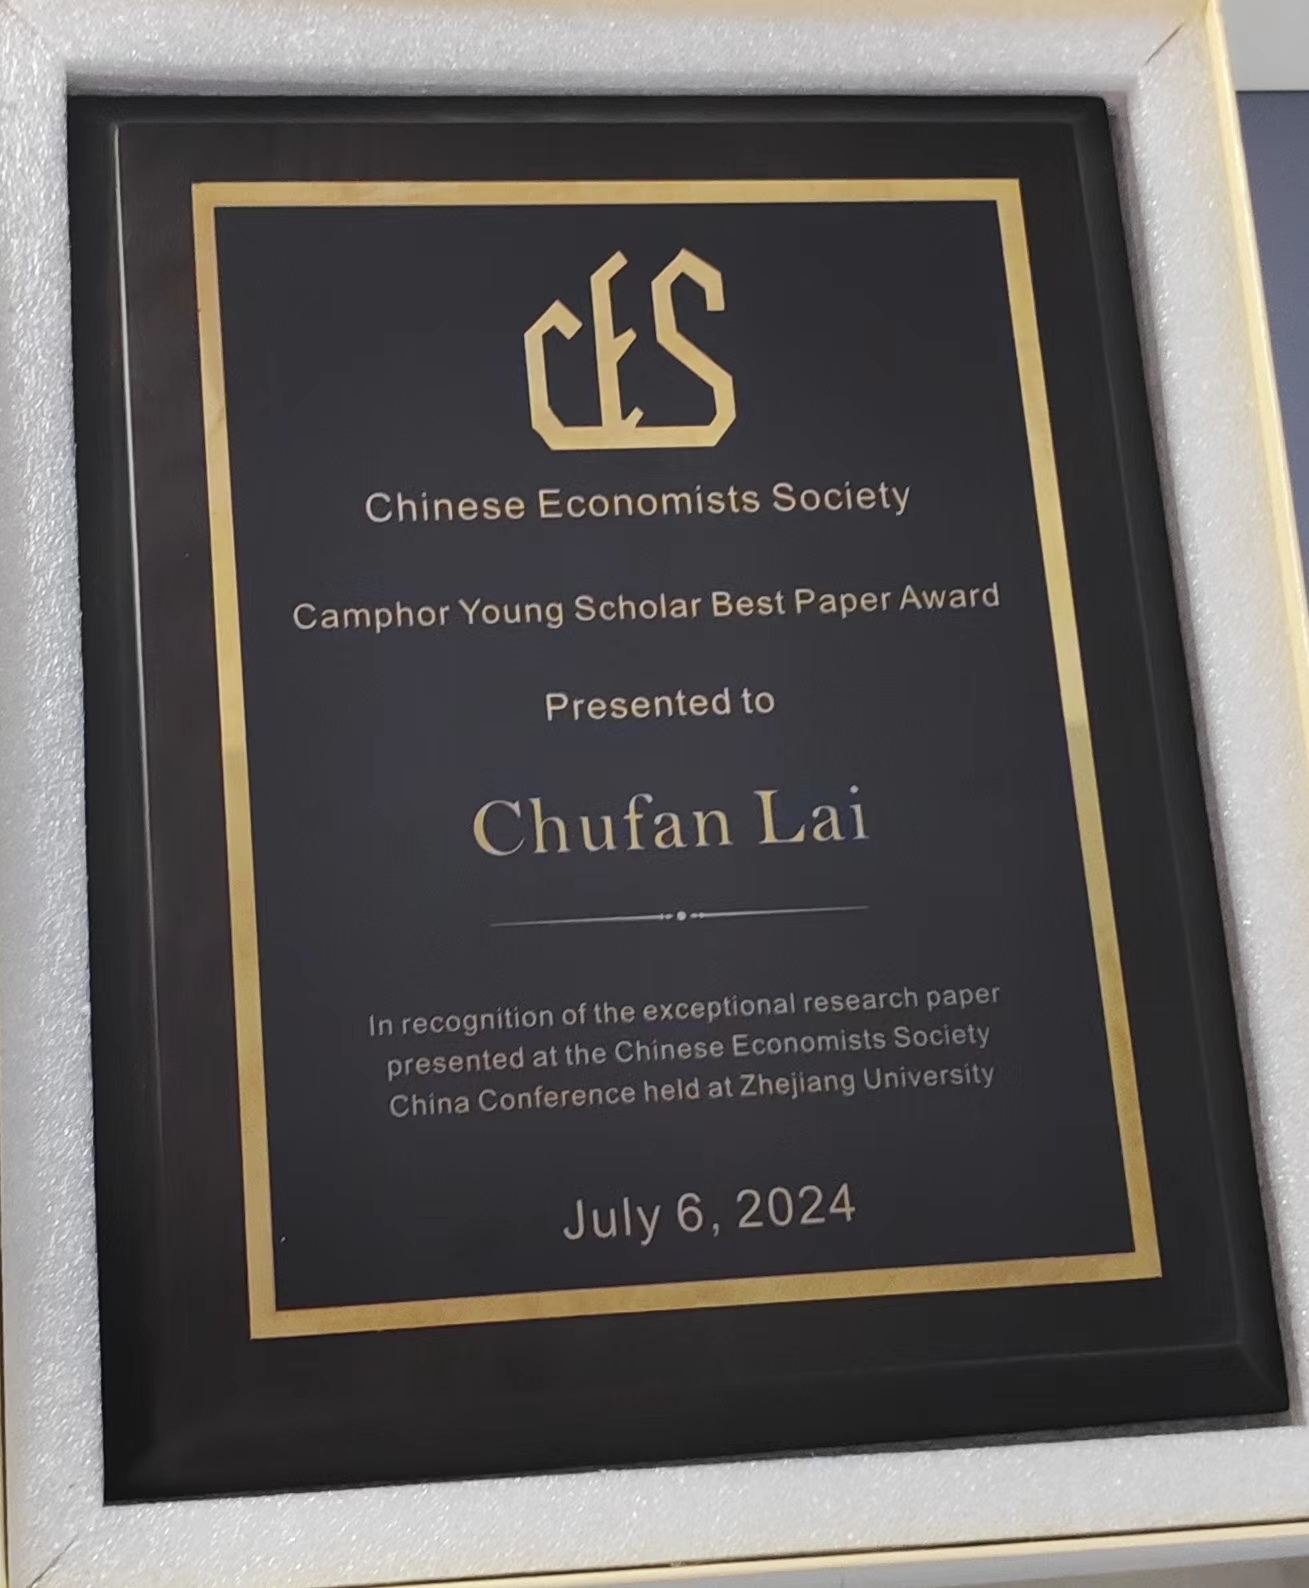 CES
Chinese Economists Society
Camphor Young Scholar Best Paper Award
Presented to
Chufan Lai
In recognition of the exceptional research paper
presented at the Chinese Economists Society
China Conference held at Zhejiang University
July 6, 2024